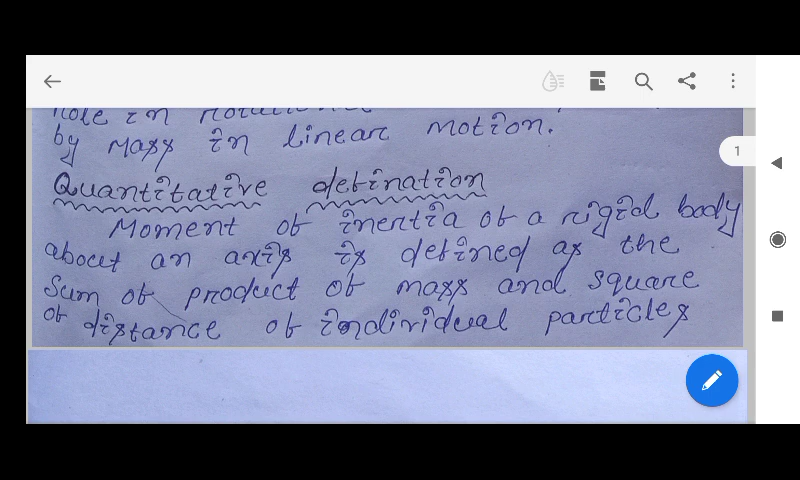 by Mass in linear motion.
1
Quantitative defination
Moment of inertia of a rigid body
about an axis is defined as the
Sum of product of mass and square
of distance of individual particles